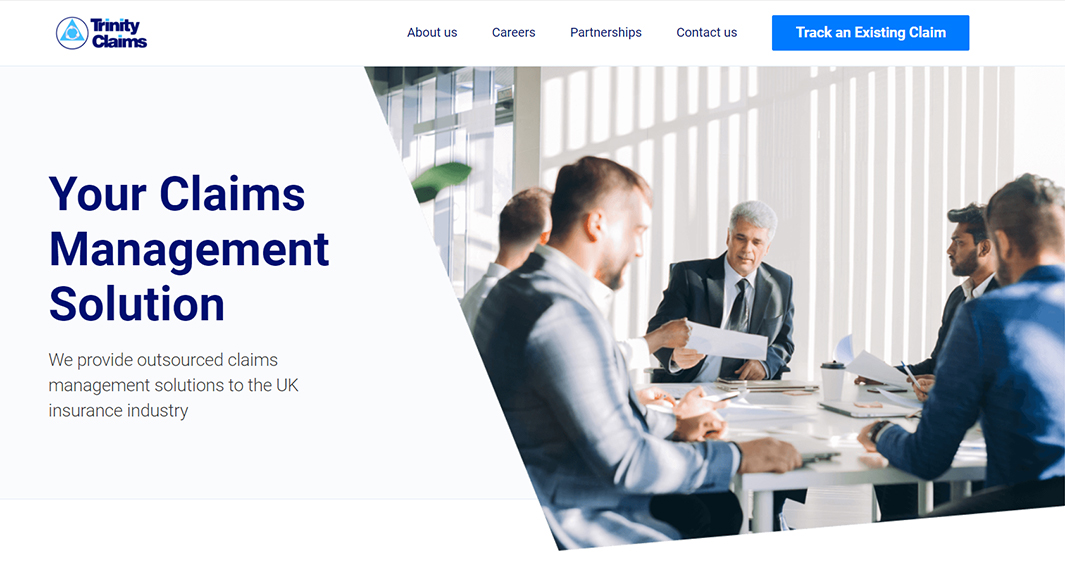 Trinity
Claims
About us
Careers
Partnerships
Contact us
Track an Existing Claim
Your Claims
Management
Solution
We provide outsourced claims
management solutions to the UK
insurance industry